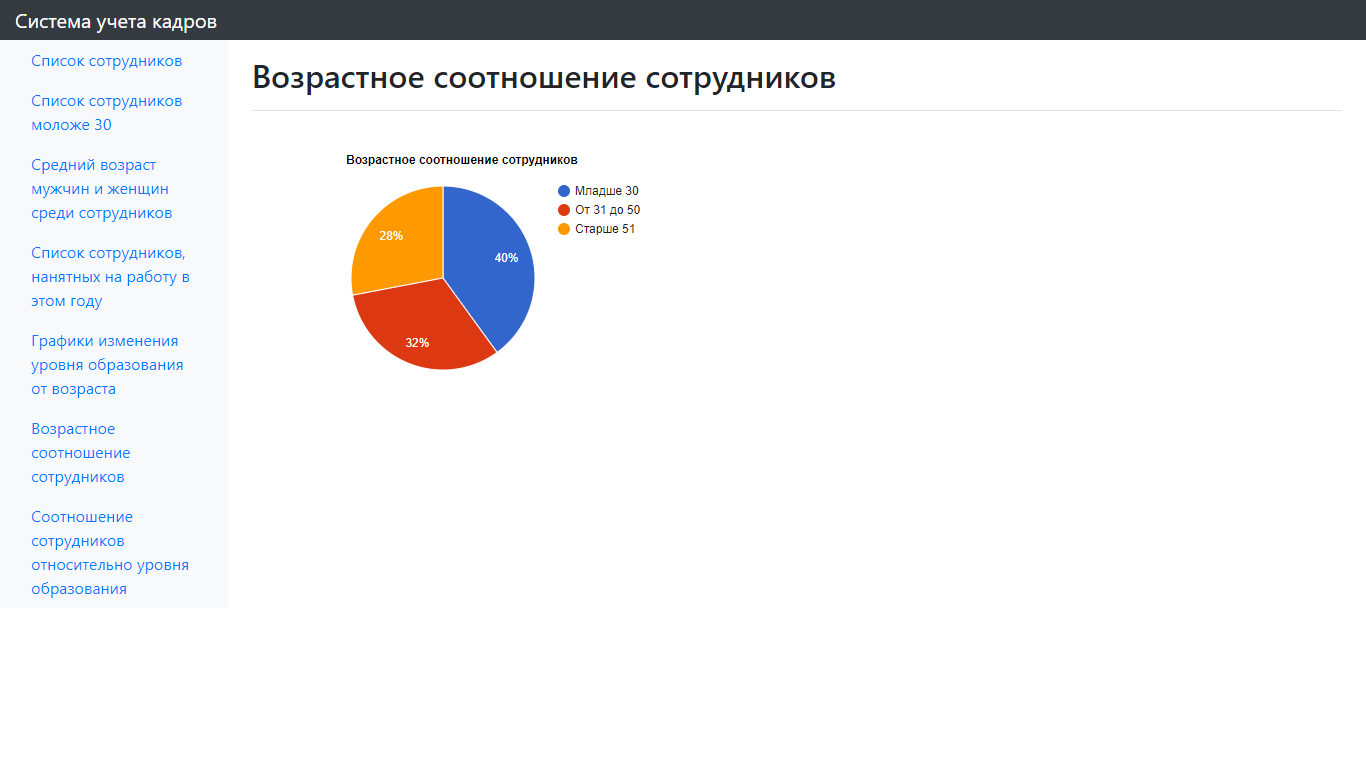 Система учета кадров
Список сотрудников
Список сотрудников
моложе 30
Средний возраст
мужчин и женщин
среди сотрудников
Список сотрудников,
нанятных на работу в
этом году
Графики изменения
уровня образования
от возраста
Возрастное
соотношение
сотрудников
Соотношение
сотрудников
относительно уровня
образования
Возрастное соотношение сотрудников
Возрастное соотношение сотрудников
Младше 30
От 31 до 50
Старше 51
28%
40%
32%